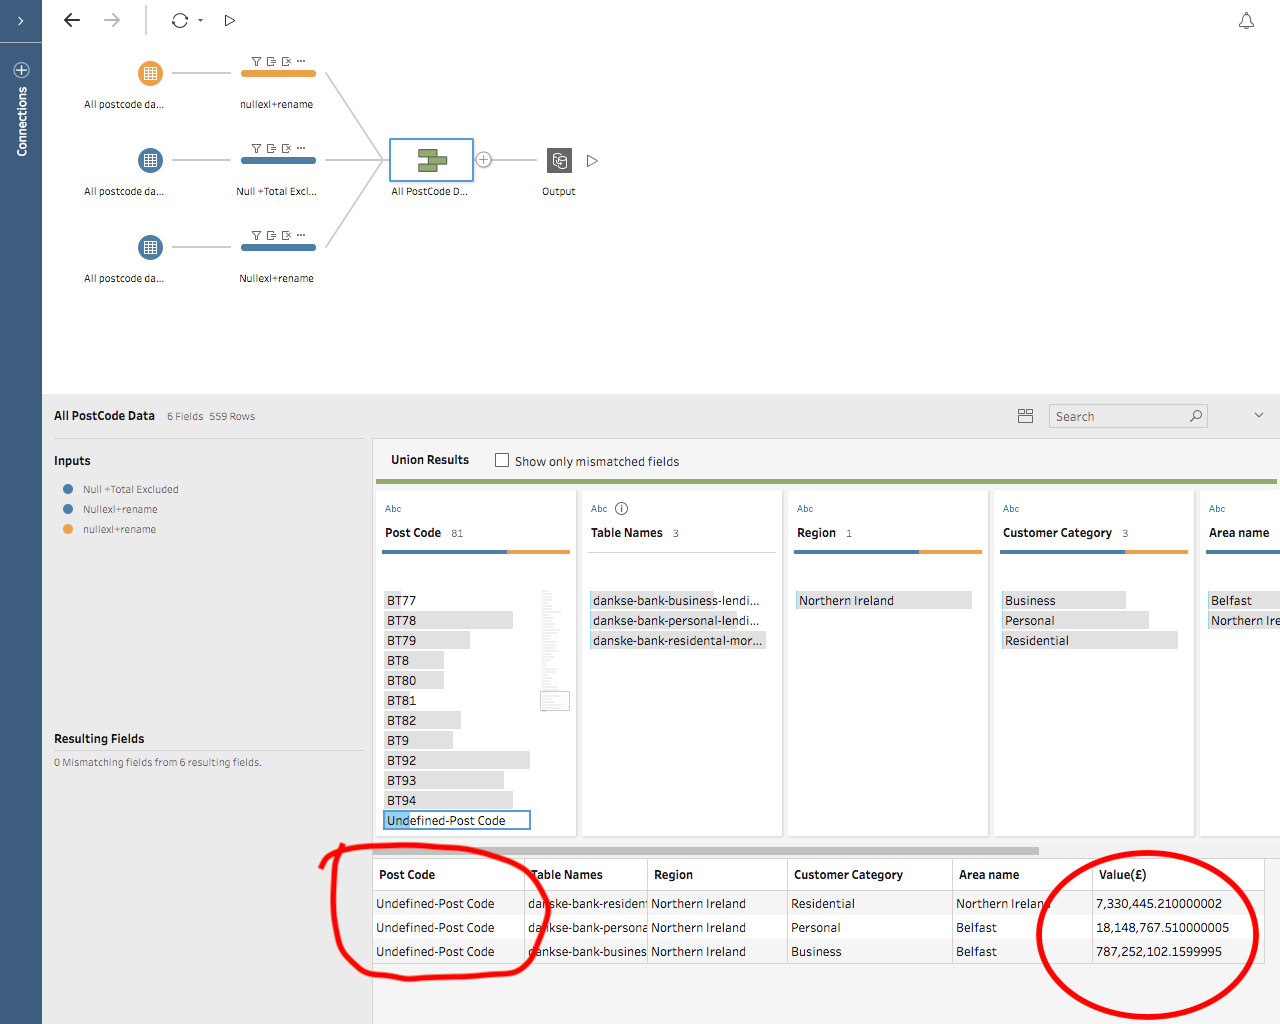 Connections
All postcode da...
nullexl+rename
All postcode da...
Null +Total Excl...
All PostCode D...
Output
All postcode da...
Nullexl+rename
All PostCode Data 6 Fields 559 Rows
Search
Inputs
Null +Total Excluded
Nullexl+rename
nullexl+rename
Resulting Fields
0 Mismatching fields from 6 resulting fields.
Union Results Show only mismatched fields
Abc Abc Abc Abc Abc
Post Code 81 Table Names 3 Region 1 Customer Category 3 Area name
BT77 dankse-bank-business-lendi... Northern Ireland Business Belfast
BT78 dankse-bank-personal-lendi... Personal Northern Ire
BT79 danske-bank-residental-mor... Residential
BT8
BT80
BT81
BT82
BT9
BT92
BT93
BT94
Undefined-Post Code
Post Code Table Names Region Customer Category Area name Value(£)
Undefined-Post Code danske-bank-residen Northern Ireland Residential Northern Ireland 7,330,445.210000002
Undefined-Post Code dankse-bank-persona Northern Ireland Personal Belfast 18,148,767.510000005
Undefined-Post Code dankse-bank-busines Northern Ireland Business Belfast 787,252,102.1599995